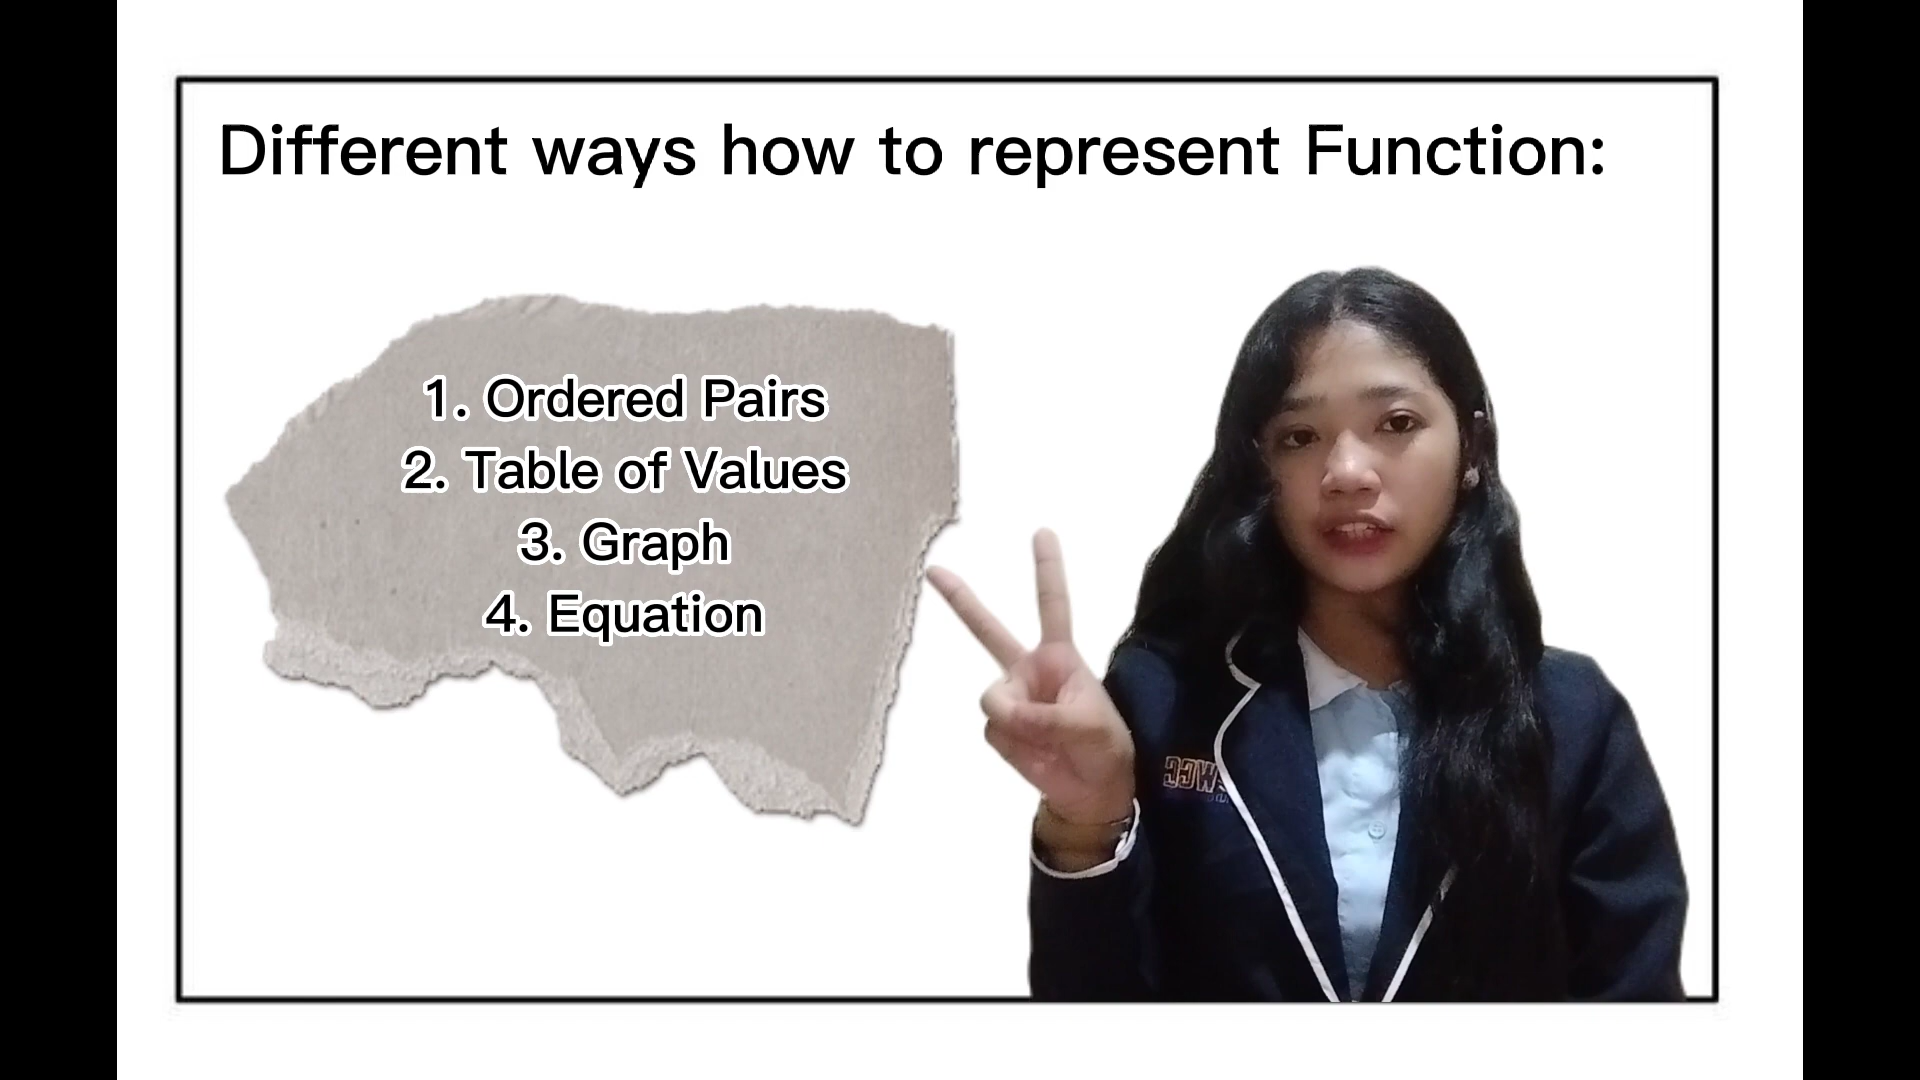 Different ways how to represent Function:
1. Ordered Pairs
2. Table of Values
3. Graph
4. Equation